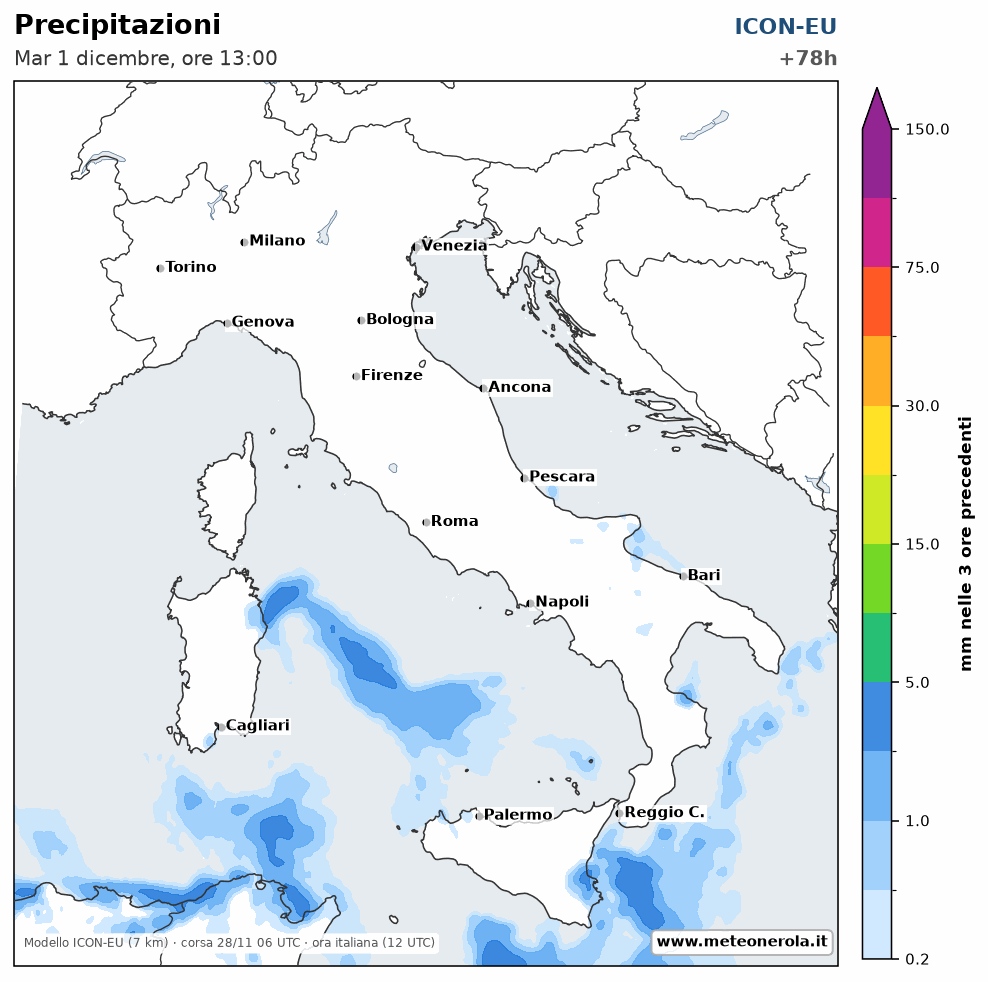 Precipitazioni
ICON-EU
Mar 1 dicembre, ore 13:00
+78h
150.0
75.0
30.0
15.0
5.0
1.0
0.2
mm nelle 3 ore precedenti
Milano
Venezia
Torino
Genova
Bologna
Firenze
Ancona
Pescara
Roma
Bari
Napoli
Cagliari
Palermo
Reggio C.
Modello ICON-EU (7 km) · corsa 28/11 06 UTC · ora italiana (12 UTC)
www.meteonerola.it